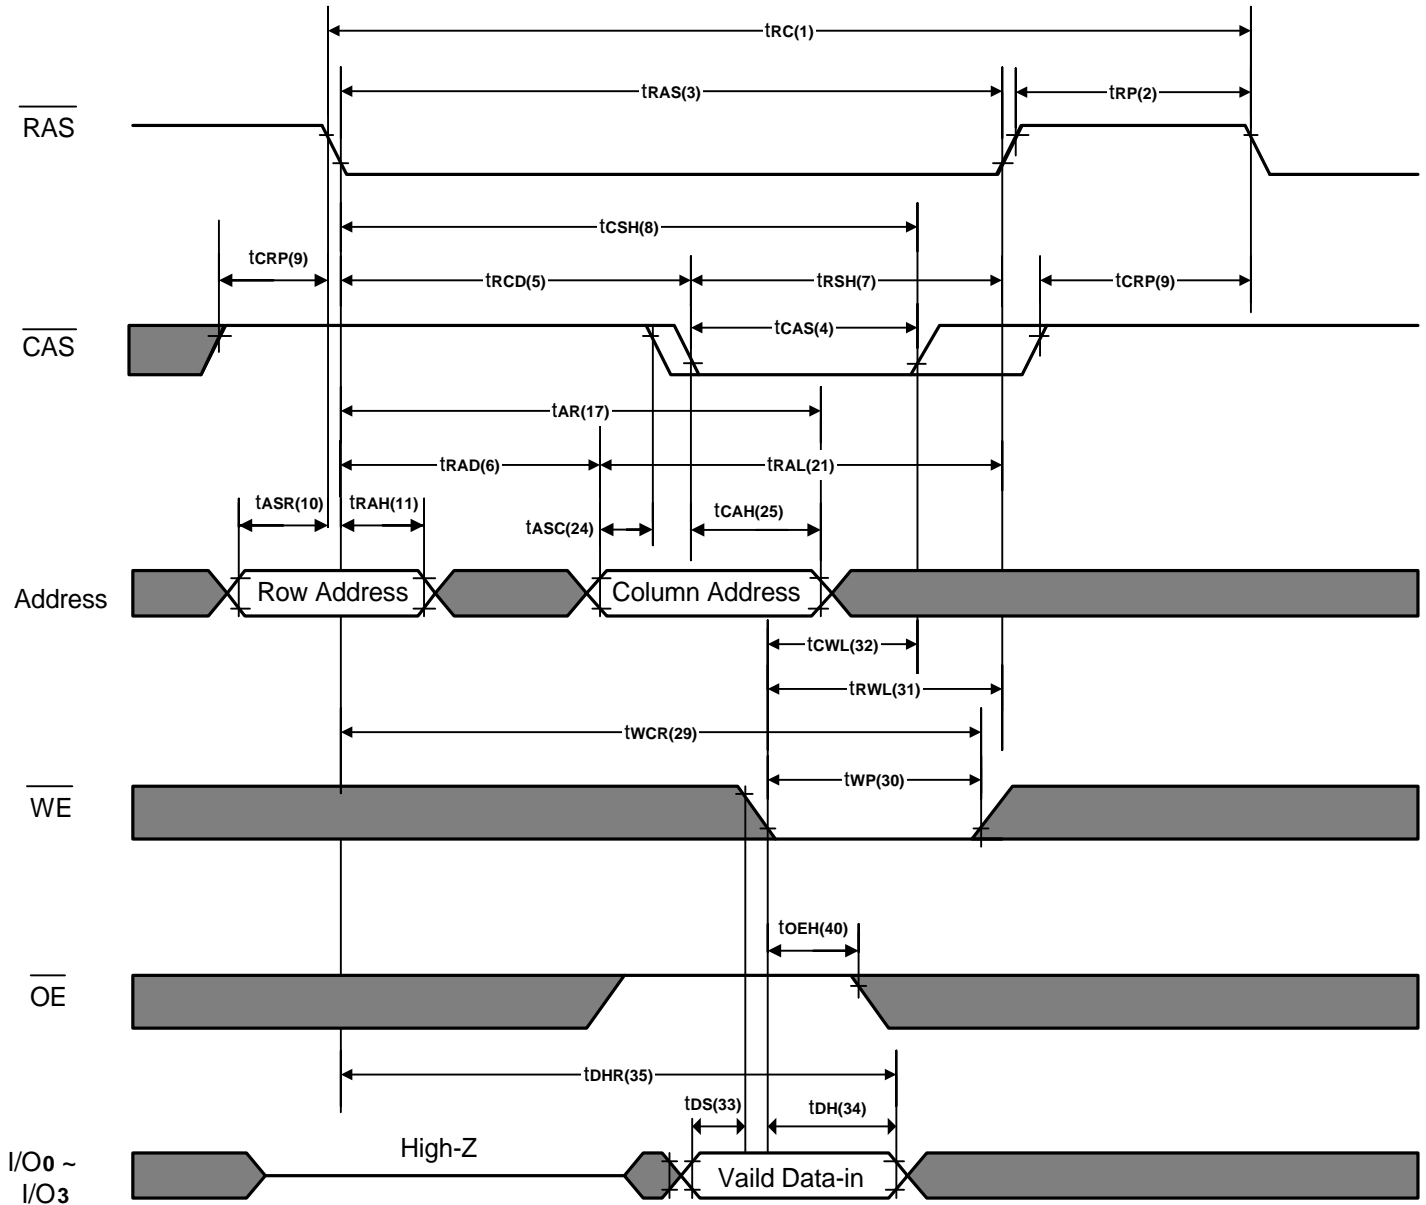 tRC(1)
tRAS(3)
tRP(2)
RAS
tCSH(8)
tCRP(9)
tRCD(5)
tRSH(7)
tCRP(9)
tCAS(4)
CAS
tAR(17)
tRAD(6)
tRAL(21)
tASR(10)
tRAH(11)
tASC(24)
tCAH(25)
Address
Row Address
Column Address
tCWL(32)
tRWL(31)
tWCR(29)
tWP(30)
WE
tOEH(40)
OE
tDHR(35)
tDS(33)
tDH(34)
I/O0 ~
I/O3
High-Z
Vaild Data-in